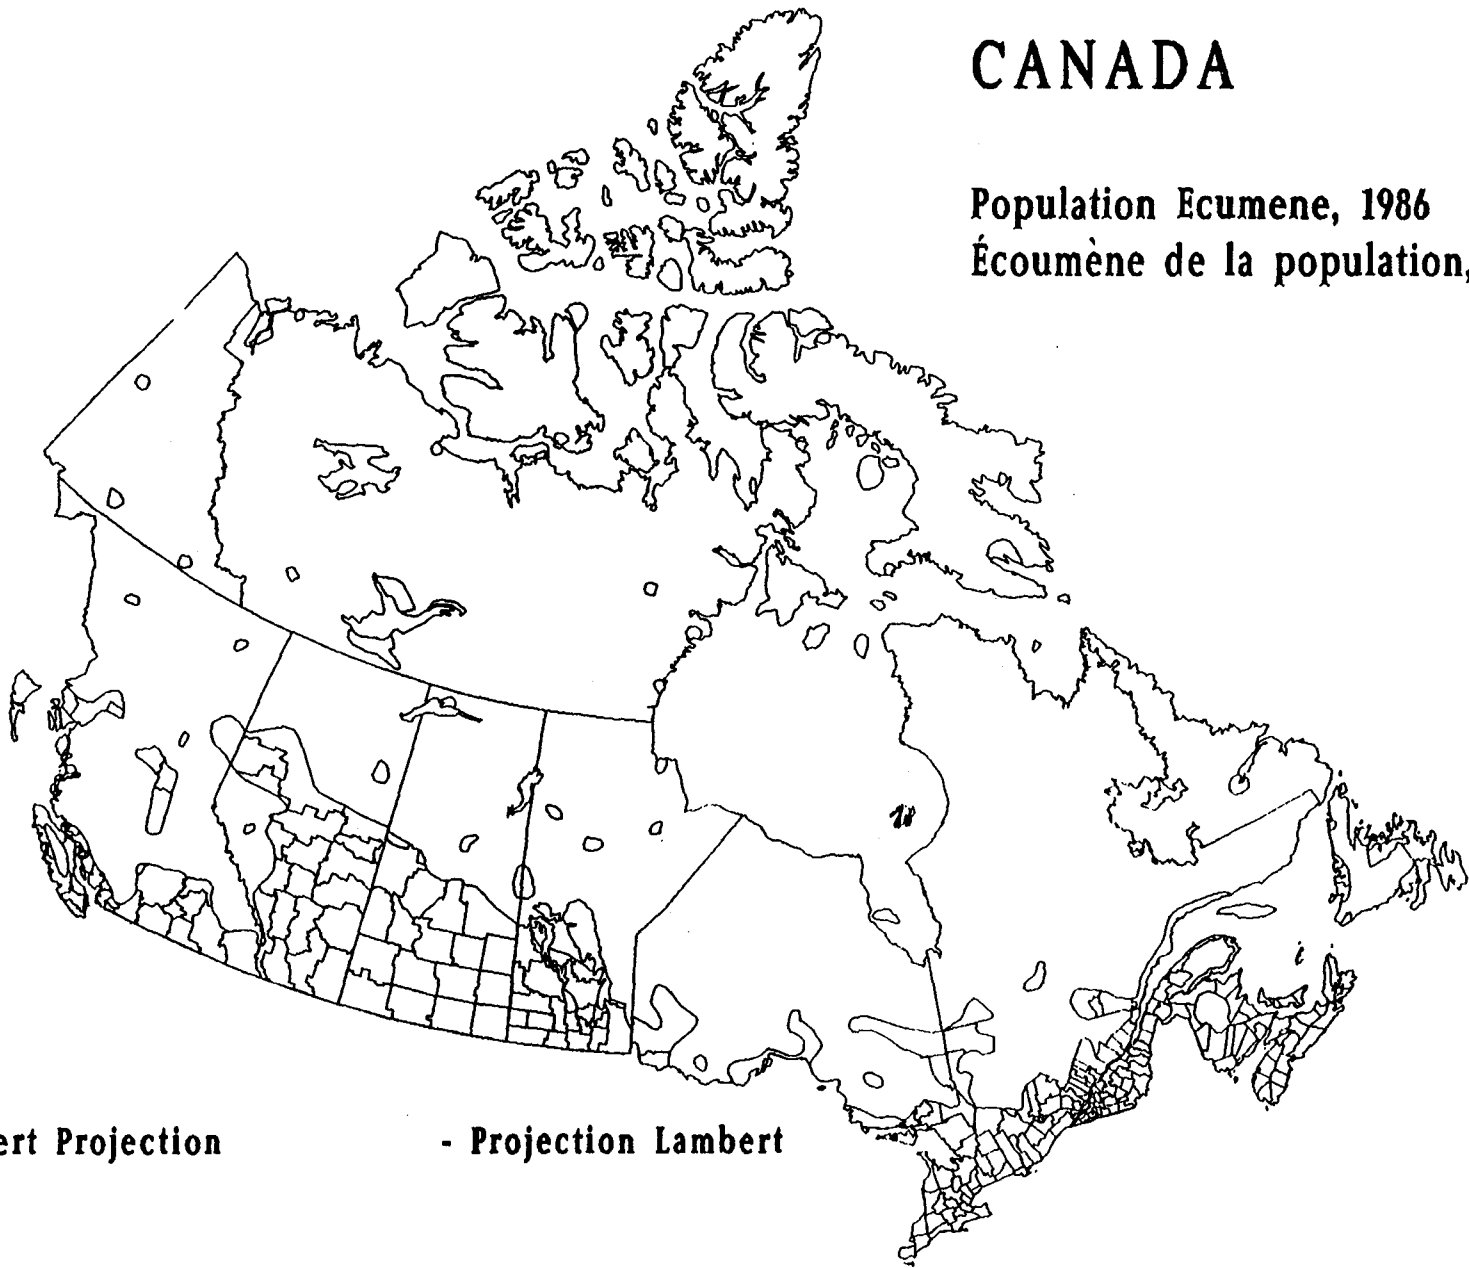 CANADA
Population Ecumene, 1986
Écoumène de la population,
ert Projection
- Projection Lambert